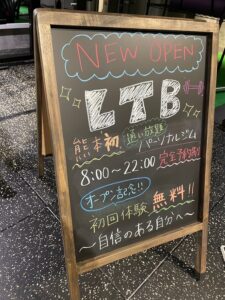 NEW OPEN
LTB
熊本初 通い放題
パーソナルジム
8:00～22:00 完全予約制
オープン記念!!
初回体験 無料!!
～自信のある自分へ～